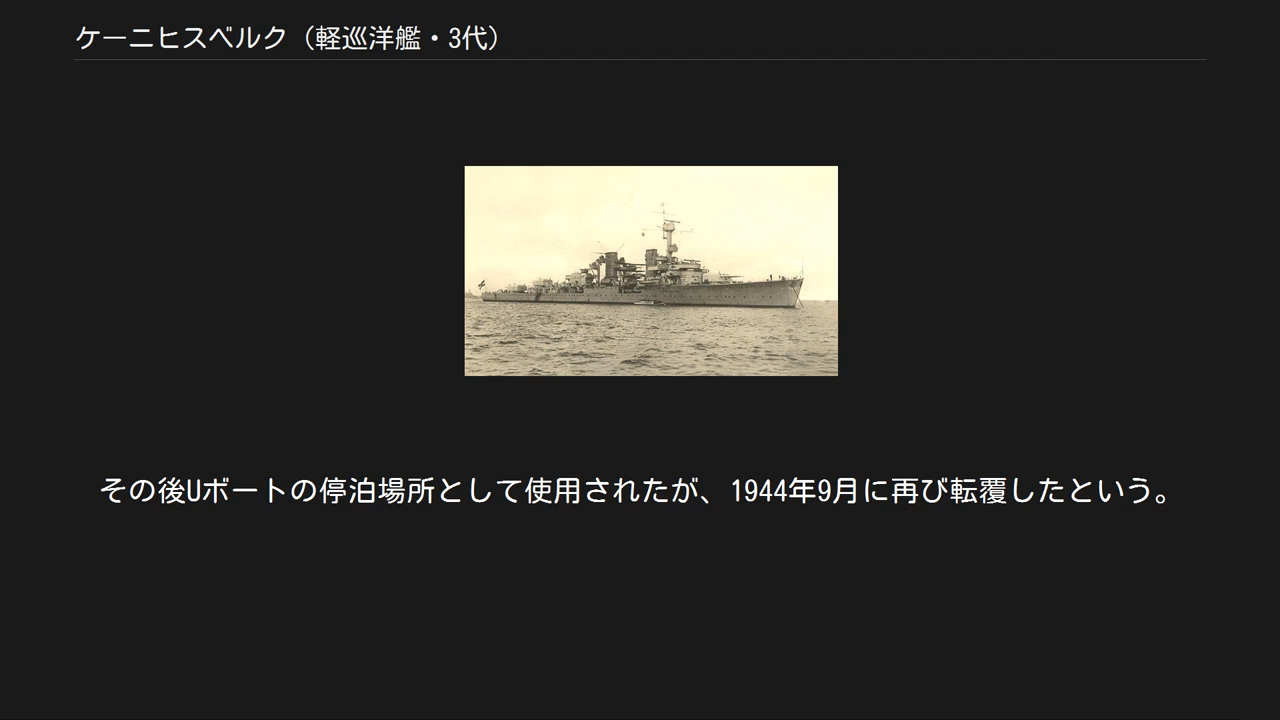 ケーニヒスベルク（軽巡洋艦・3代）
その後Uボートの停泊場所として使用されたが、1944年9月に再び転覆したという。